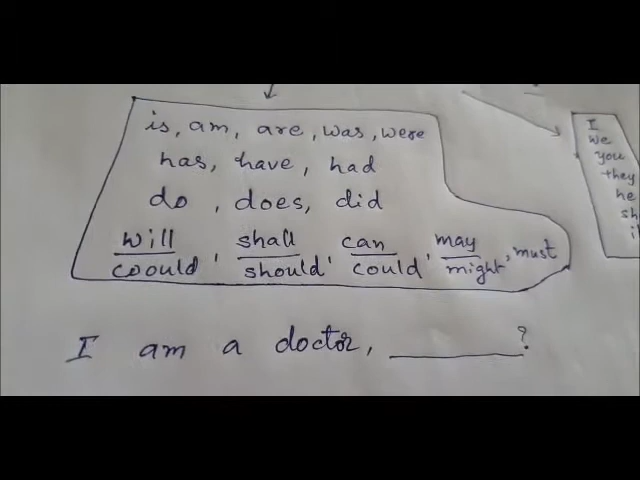 is, am, are, was, were
has, have, had
do, does, did
will, shall, can, may, must
would should could might
I am a doctor, ________?
I
we
you
they
he